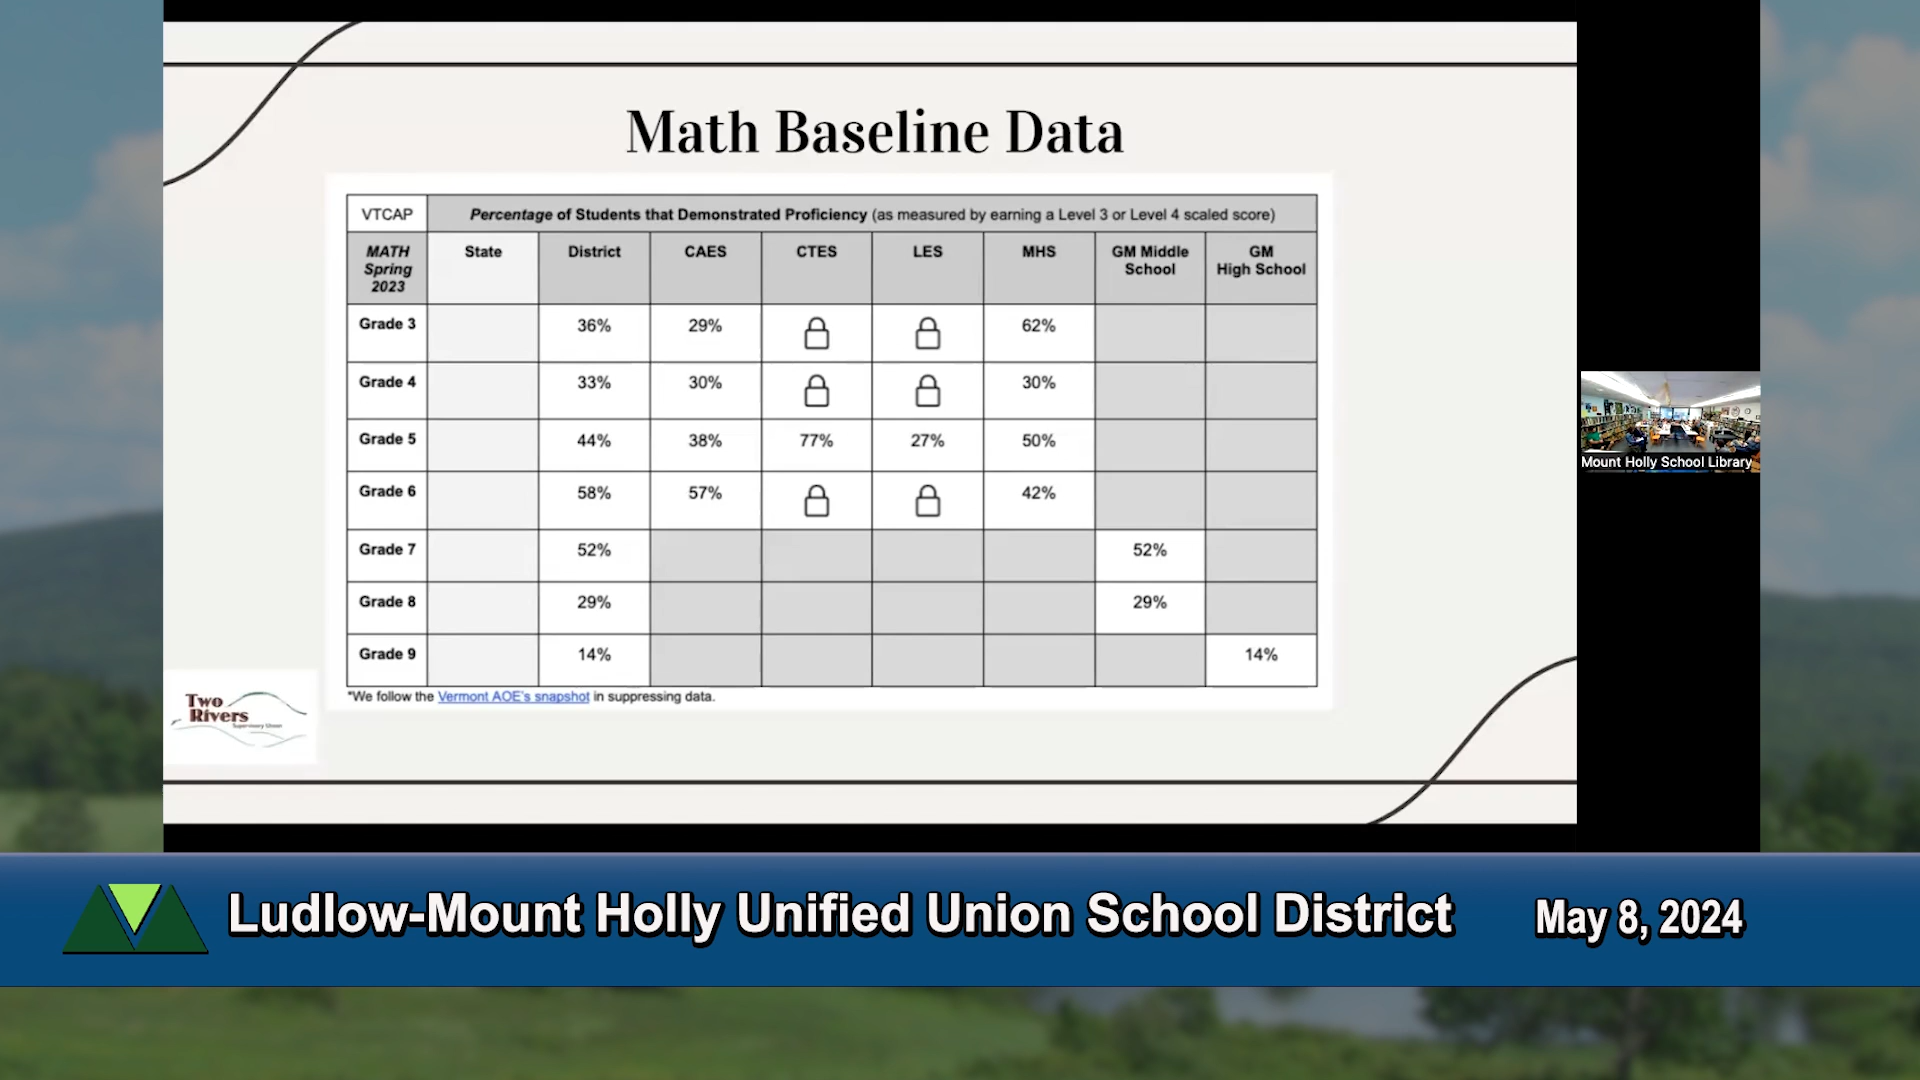 Math Baseline Data
VTCAP Percentage of Students that Demonstrated Proficiency (as measured by earning a Level 3 or Level 4 scaled score)
MATH Spring 2023 State District CAES CTES LES MHS GM Middle School GM High School
Grade 3 36% 29% 62%
Grade 4 33% 30% 30%
Grade 5 44% 38% 77% 27% 50%
Grade 6 58% 57% 42%
Grade 7 52% 52%
Grade 8 29% 29%
Grade 9 14% 14%
*We follow the Vermont AOE's snapshot in suppressing data.
Two
Rivers
Supervisory Union
Mount Holly School Library
Ludlow-Mount Holly Unified Union School District May 8, 2024